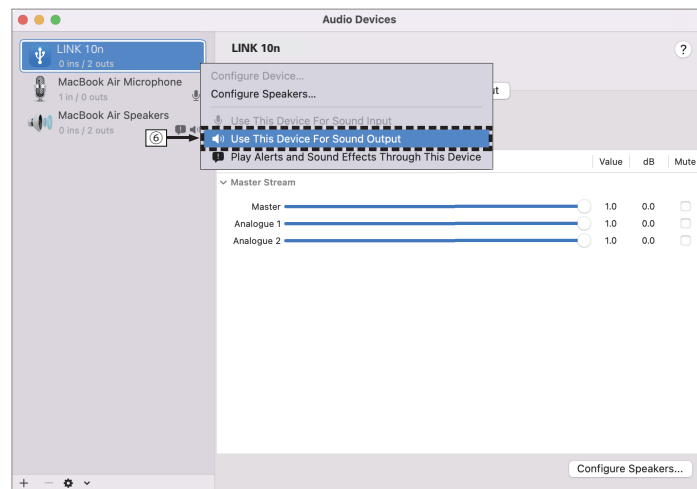 Audio Devices
LINK 10n
0 ins / 2 outs
MacBook Air Microphone
1 in / 0 outs
MacBook Air Speakers
0 ins / 2 outs
⑥
LINK 10n
?
Configure Device...
Configure Speakers...
Use This Device For Sound Input
Use This Device For Sound Output
Play Alerts and Sound Effects Through This Device
Value dB Mute
Master Stream
Master 1.0 0.0
Analogue 1 1.0 0.0
Analogue 2 1.0 0.0
Configure Speakers...